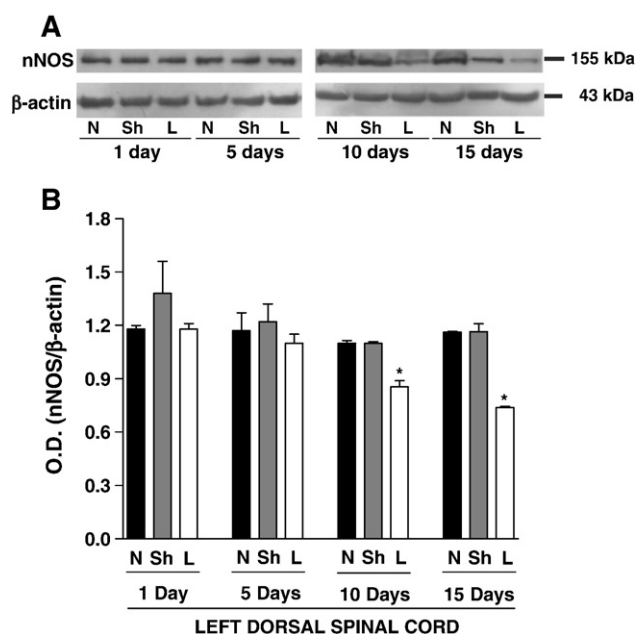 A
nNOS
155 kDa
β-actin
43 kDa
N Sh L N Sh L N Sh L N Sh L
1 day 5 days 10 days 15 days
B
O.D. (nNOS/β-actin)
1.8
1.5
1.2
0.9
0.6
0.3
0.0
*
*
N Sh L N Sh L N Sh L N Sh L
1 Day 5 Days 10 Days 15 Days
LEFT DORSAL SPINAL CORD